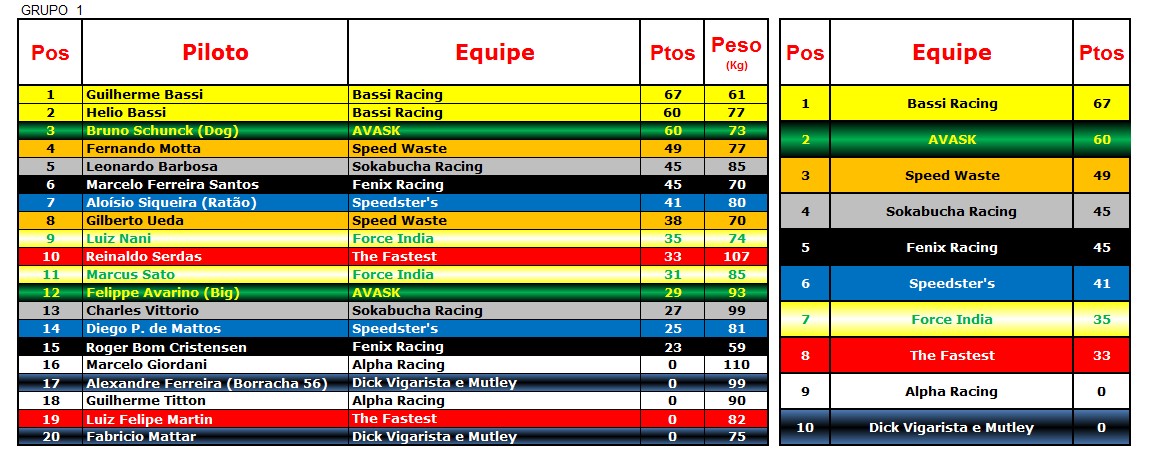 GRUPO 1
Pos Piloto Equipe Ptos Peso (Kg)
1 Guilherme Bassi Bassi Racing 67 61
2 Helio Bassi Bassi Racing 60 77
3 Bruno Schunck (Dog) AVASK 60 73
4 Fernando Motta Speed Waste 49 77
5 Leonardo Barbosa Sokabucha Racing 45 85
6 Marcelo Ferreira Santos Fenix Racing 45 70
7 Aloísio Siqueira (Ratão) Speedster's 41 80
8 Gilberto Ueda Speed Waste 38 70
9 Luiz Nani Force India 35 74
10 Reinaldo Serdas The Fastest 33 107
11 Marcus Sato Force India 31 85
12 Felippe Avarino (Big) AVASK 29 93
13 Charles Vittorio Sokabucha Racing 27 99
14 Diego P. de Mattos Speedster's 25 81
15 Roger Bom Cristensen Fenix Racing 23 59
16 Marcelo Giordani Alpha Racing 0 110
17 Alexandre Ferreira (Borracha 56) Dick Vigarista e Mutley 0 99
18 Guilherme Titton Alpha Racing 0 90
19 Luiz Felipe Martin The Fastest 0 82
20 Fabricio Mattar Dick Vigarista e Mutley 0 75
Pos Equipe Ptos
1 Bassi Racing 67
2 AVASK 60
3 Speed Waste 49
4 Sokabucha Racing 45
5 Fenix Racing 45
6 Speedster's 41
7 Force India 35
8 The Fastest 33
9 Alpha Racing 0
10 Dick Vigarista e Mutley 0